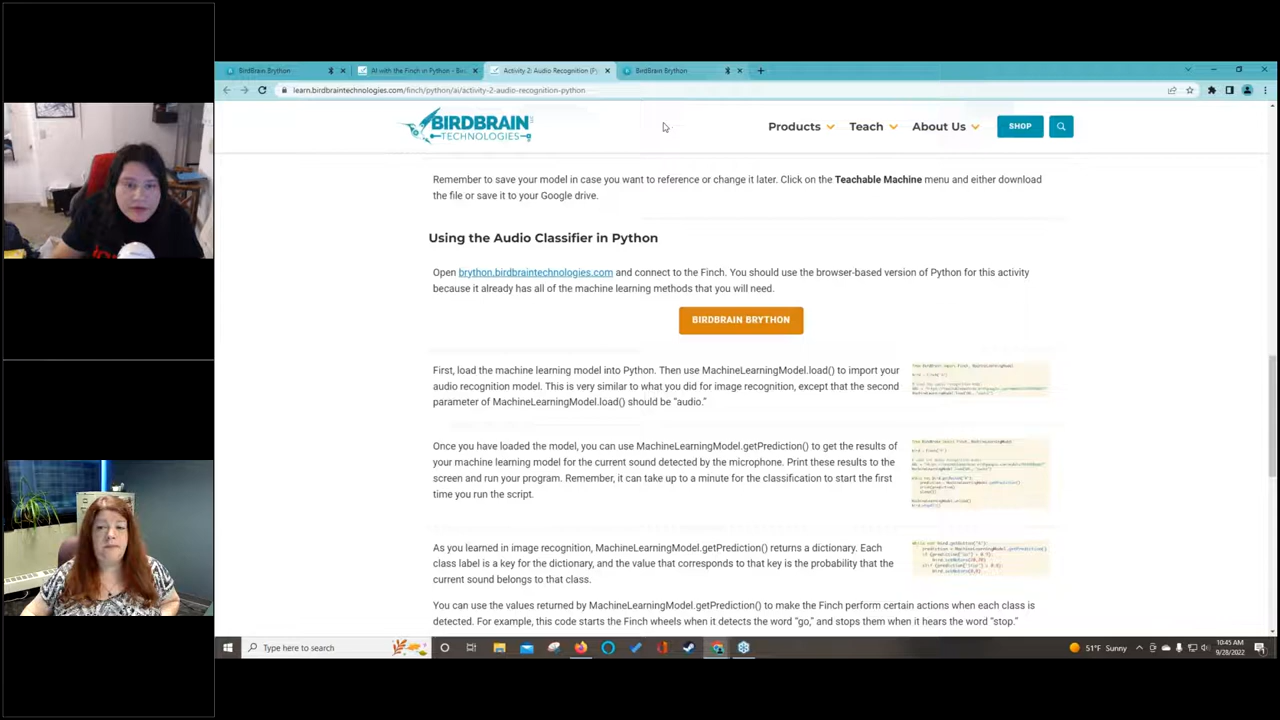 BirdBrain Brython
AI with the Finch in Python - Bir
Activity 2: Audio Recognition (Py
BirdBrain Brython
learn.birdbraintechnologies.com/finch/python/ai/activity-2-audio-recognition-python
BIRDBRAIN
TECHNOLOGIES
Products
Teach
About Us
SHOP
Remember to save your model in case you want to reference or change it later. Click on the Teachable Machine menu and either download
the file or save it to your Google drive.
Using the Audio Classifier in Python
Open brython.birdbraintechnologies.com and connect to the Finch. You should use the browser-based version of Python for this activity
because it already has all of the machine learning methods that you will need.
BIRDBRAIN BRYTHON
First, load the machine learning model into Python. Then use MachineLearningModel.load() to import your
audio recognition model. This is very similar to what you did for image recognition, except that the second
parameter of MachineLearningModel.load() should be "audio."
Once you have loaded the model, you can use MachineLearningModel.getPrediction() to get the results of
your machine learning model for the current sound detected by the microphone. Print these results to the
screen and run your program. Remember, it can take up to a minute for the classification to start the first
time you run the script.
As you learned in image recognition, MachineLearningModel.getPrediction() returns a dictionary. Each
class label is a key for the dictionary, and the value that corresponds to that key is the probability that the
current sound belongs to that class.
You can use the values returned by MachineLearningModel.getPrediction() to make the Finch perform certain actions when each class is
detected. For example, this code starts the Finch wheels when it detects the word "go," and stops them when it hears the word "stop."
Type here to search
51°F Sunny
10:45 AM
9/28/2022